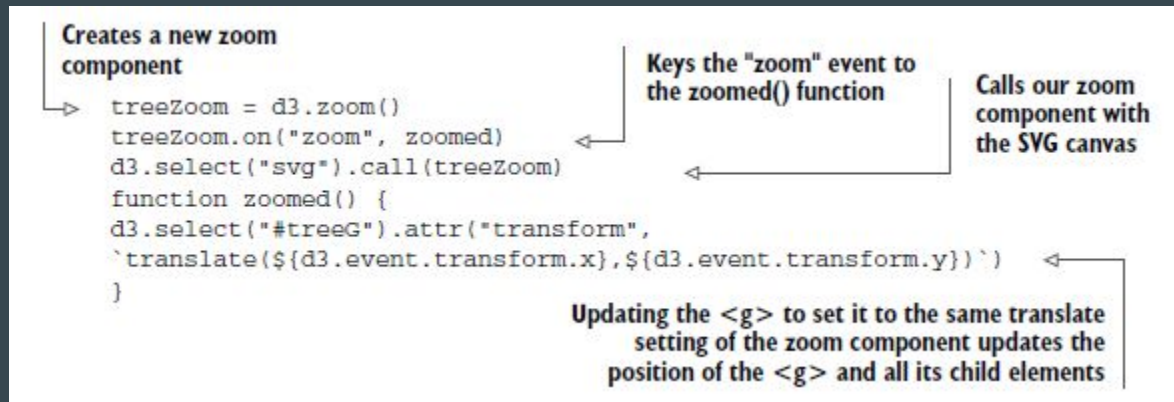 Creates a new zoom
component
Keys the "zoom" event to
the zoomed() function
Calls our zoom
component with
the SVG canvas
treeZoom = d3.zoom()
treeZoom.on("zoom", zoomed)
d3.select("svg").call(treeZoom)
function zoomed() {
d3.select("#treeG").attr("transform",
`translate(${d3.event.transform.x},${d3.event.transform.y})`)
}
Updating the <g> to set it to the same translate
setting of the zoom component updates the
position of the <g> and all its child elements